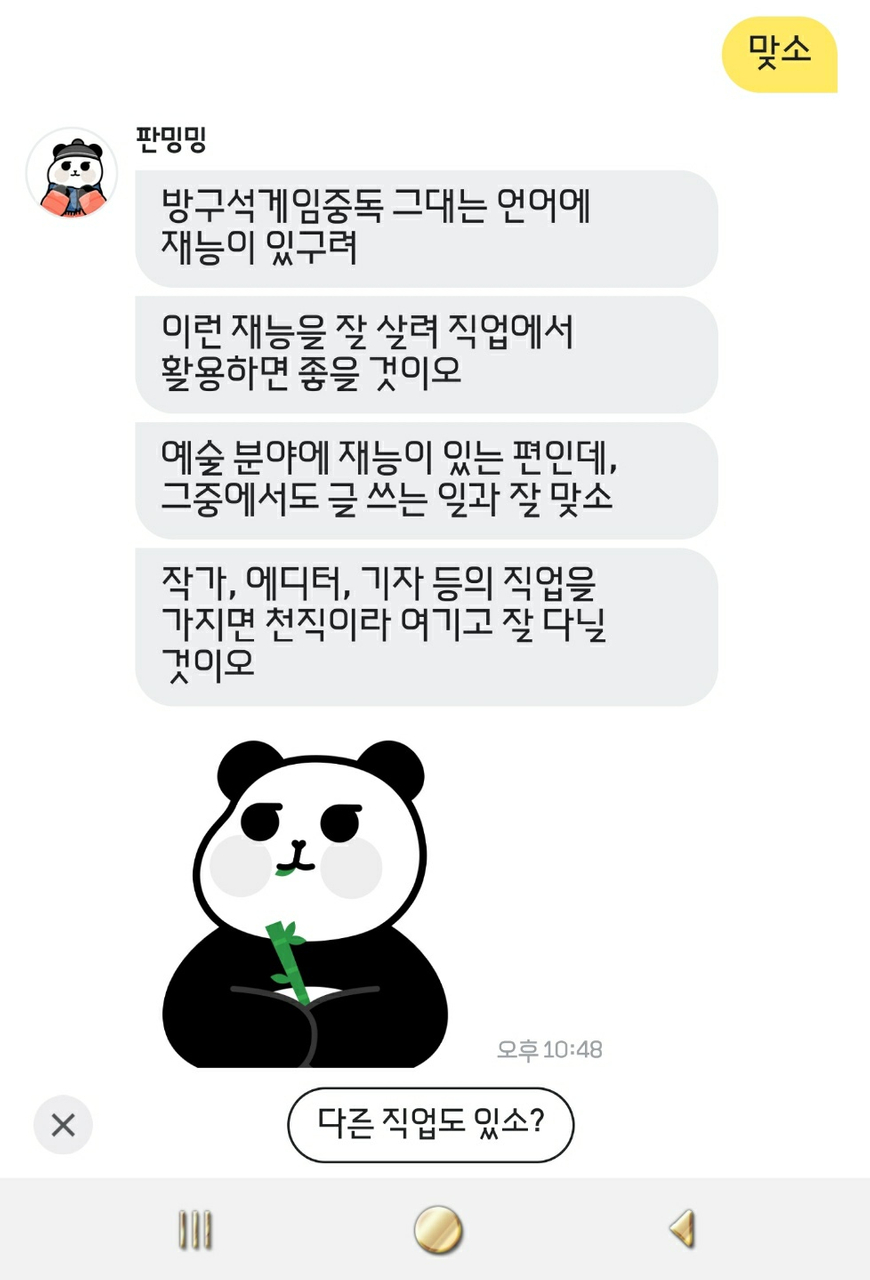 맞소
판밍밍
방구석게임중독 그대는 언어에
재능이 있구려
이런 재능을 잘 살려 직업에서
활용하면 좋을 것이오
예술 분야에 재능이 있는 편인데,
그중에서도 글 쓰는 일과 잘 맞소
작가, 에디터, 기자 등의 직업을
가지면 천직이라 여기고 잘 다닐
것이오
오후 10:48
다른 직업도 있소?